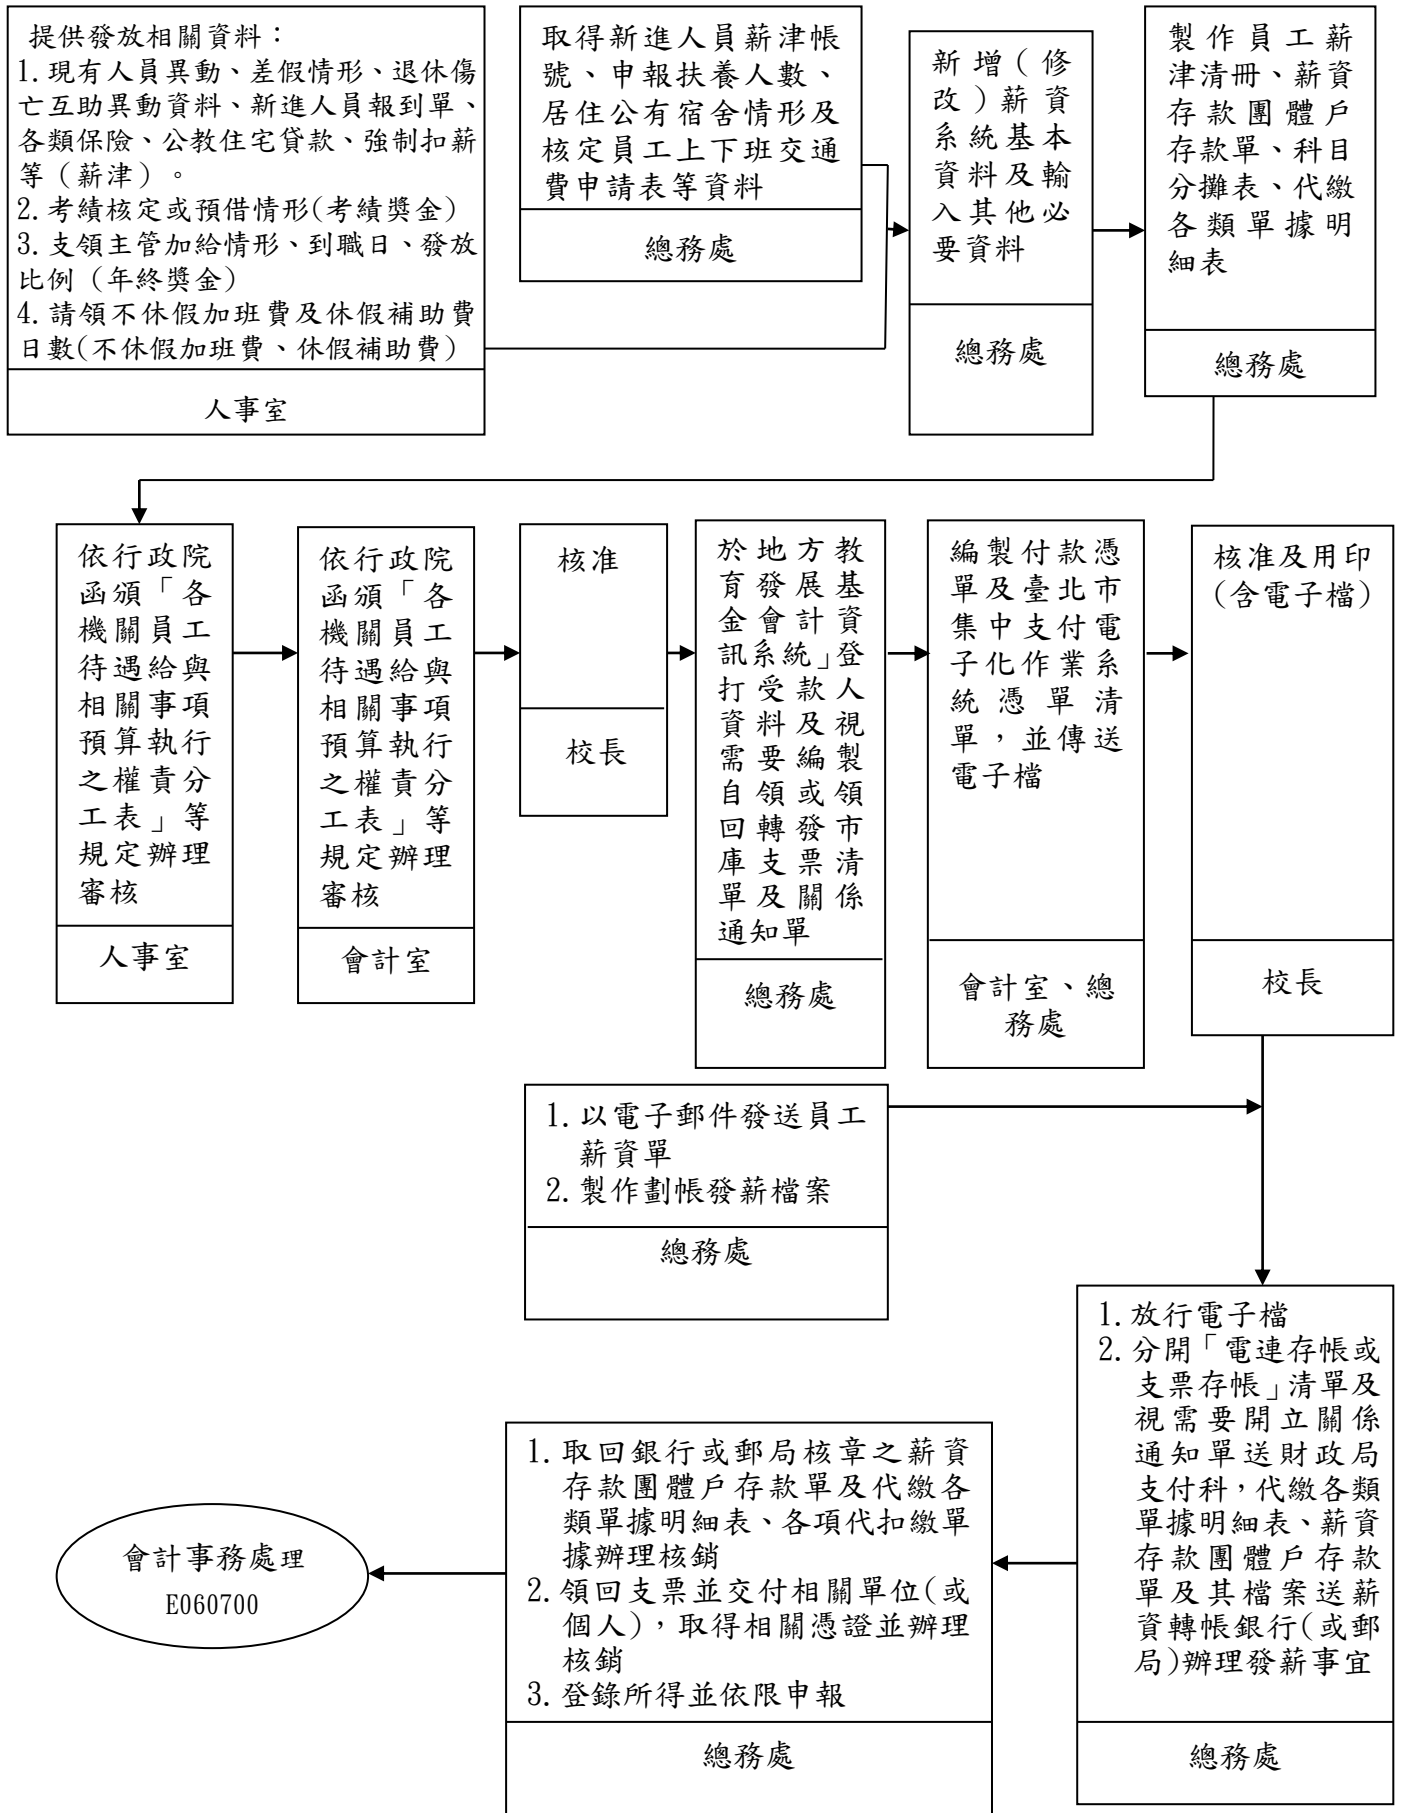 提供發放相關資料：
1.現有人員異動、差假情形、退休傷
亡互助異動資料、新進人員報到單、
各類保險、公教住宅貸款、強制扣薪
等（薪津）。
2.考績核定或預借情形(考績獎金)
3.支領主管加給情形、到職日、發放
比例（年終獎金）
4.請領不休假加班費及休假補助費
日數(不休假加班費、休假補助費)
人事室
取得新進人員薪津帳
號、申報扶養人數、
居住公有宿舍情形及
核定員工上下班交通
費申請表等資料
總務處
新增（修
改）薪資
系統基本
資料及輸
入其他必
要資料
總務處
製作員工薪
津清冊、薪資
存款團體戶
存款單、科目
分攤表、代繳
各類單據明
細表
總務處
依行政院
函頒「各
機關員工
待遇給與
相關事項
預算執行
之權責分
工表」等
規定辦理
審核
人事室
依行政院
函頒「各
機關員工
待遇給與
相關事項
預算執行
之權責分
工表」等
規定辦理
審核
會計室
核准
校長
於地方教
育發展基
金會計資
訊系統」登
打受款人
資料及視
需要編製
自領或領
回轉發市
庫支票清
單及關係
通知單
總務處
編製付款憑
單及臺北市
集中支付電
子化作業系
統憑單清
單，並傳送
電子檔
會計室、總
務處
核准及用印
(含電子檔)
校長
1.以電子郵件發送員工
薪資單
2.製作劃帳發薪檔案
總務處
1.放行電子檔
2.分開「電連存帳或
支票存帳」清單及
視需要開立關係
通知單送財政局
支付科，代繳各類
單據明細表、薪資
存款團體戶存款
單及其檔案送薪
資轉帳銀行(或郵
局)辦理發薪事宜
總務處
1.取回銀行或郵局核章之薪資
存款團體戶存款單及代繳各
類單據明細表、各項代扣繳單
據辦理核銷
2.領回支票並交付相關單位(或
個人)，取得相關憑證並辦理
核銷
3.登錄所得並依限申報
總務處
會計事務處理
E060700